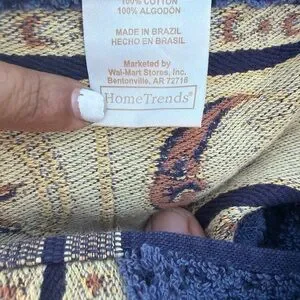 100% COTTON
100% ALGODÓN
MADE IN BRAZIL
HECHO EN BRASIL
Marketed by
Wal-Mart Stores, Inc.
Bentonville, AR 72716
HomeTrends®